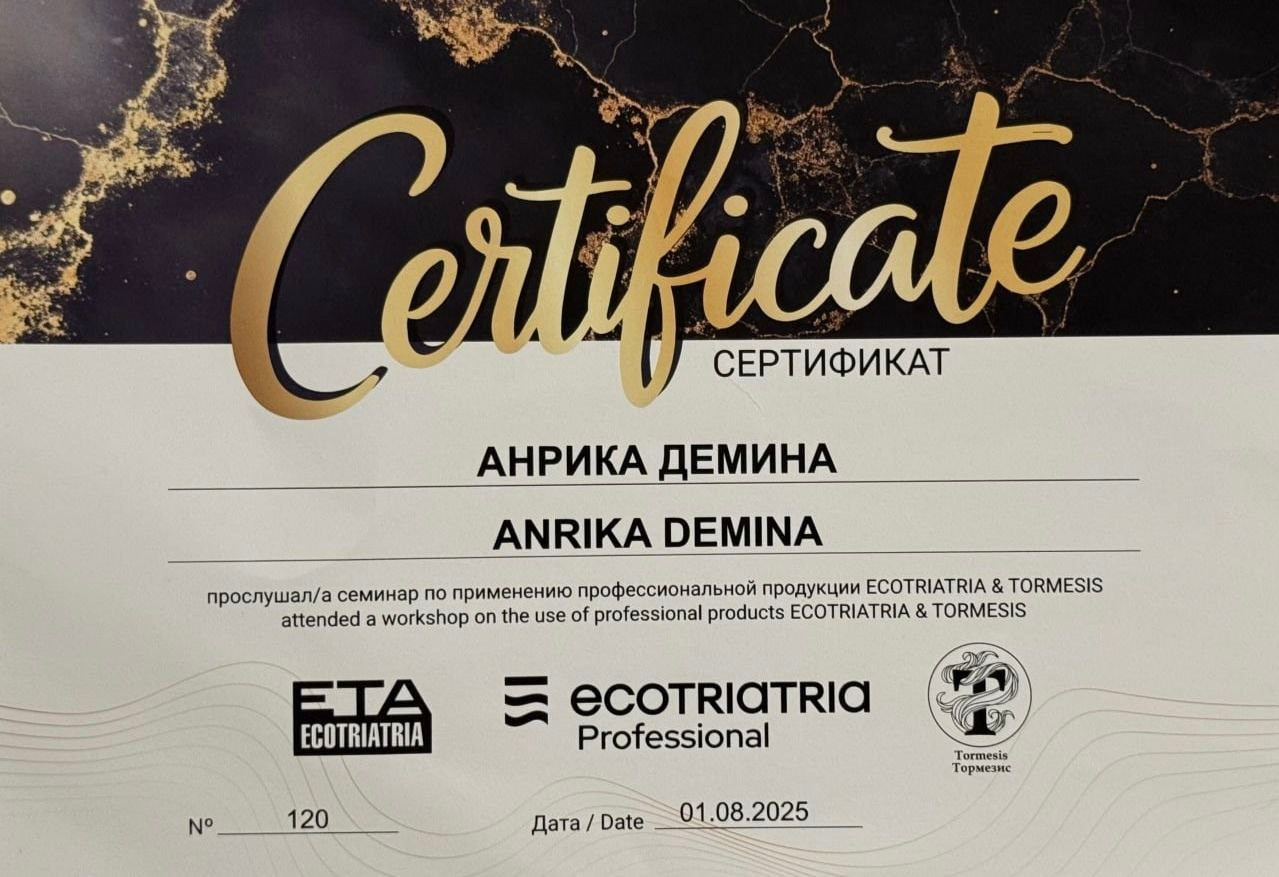 Certificate
СЕРТИФИКАТ
АНРИКА ДЕМИНА
ANRIKA DEMINA
прослушал/а семинар по применению профессиональной продукции ECOTRIATRIA & TORMESIS
attended a workshop on the use of professional products ECOTRIATRIA & TORMESIS
ETA
ECOTRIATRIA
ecoTRIATRIA
Professional
T
Tormesis
Тормезис
Nº 120
Дата / Date 01.08.2025